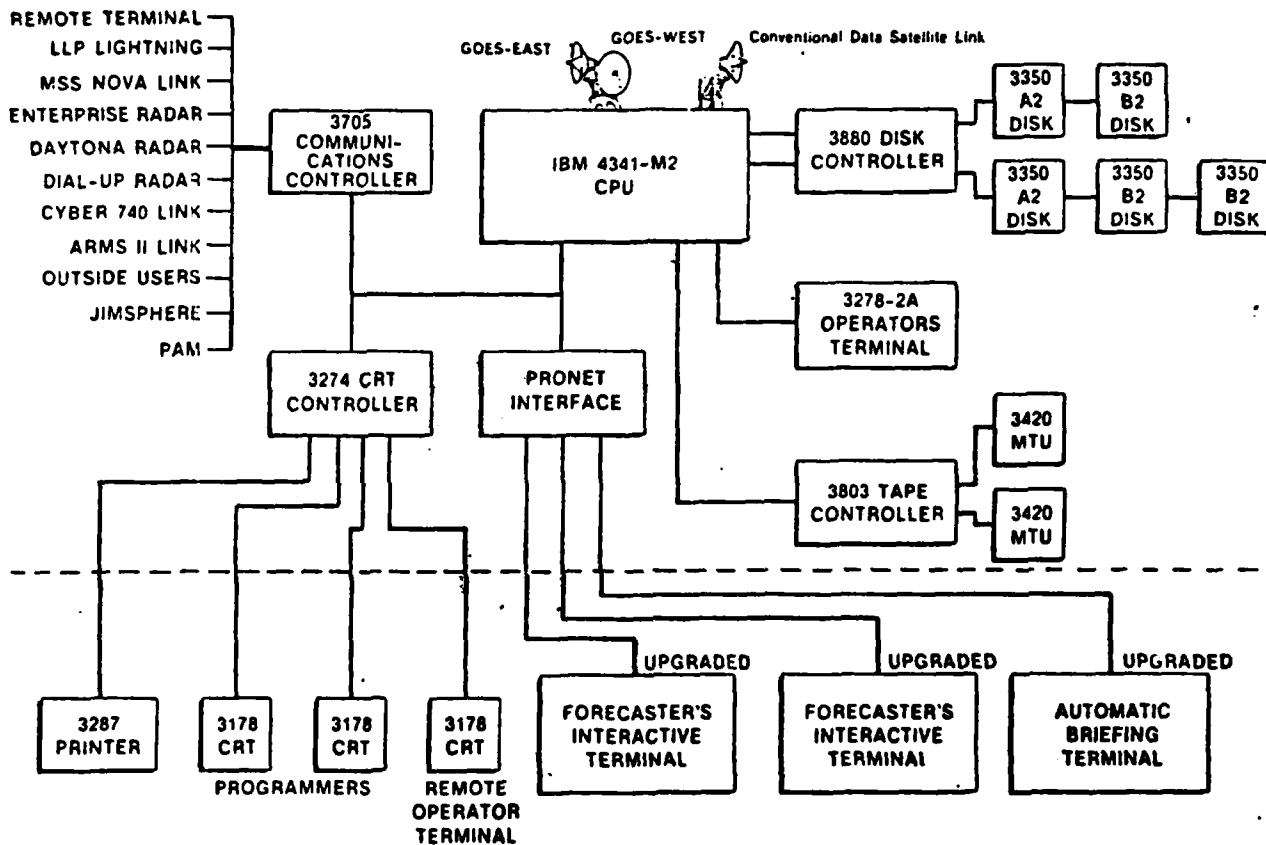 REMOTE TERMINAL
LLP LIGHTNING
MSS NOVA LINK
ENTERPRISE RADAR
DAYTONA RADAR
DIAL-UP RADAR
CYBER 740 LINK
ARMS II LINK
OUTSIDE USERS
JIMSPHERE
PAM
GOES-EAST
GOES-WEST
Conventional Data Satellite Link
3705
COMMUNI-
CATIONS
CONTROLLER
IBM 4341-M2
CPU
3880 DISK
CONTROLLER
3350
A2
DISK
3350
B2
DISK
3350
A2
DISK
3350
B2
DISK
3350
B2
DISK
3278-2A
OPERATORS
TERMINAL
3274 CRT
CONTROLLER
PRONET
INTERFACE
3803 TAPE
CONTROLLER
3420
MTU
3420
MTU
3287
PRINTER
3178
CRT
3178
CRT
PROGRAMMERS
3178
CRT
REMOTE
OPERATOR
TERMINAL
UPGRADED
FORECASTER'S
INTERACTIVE
TERMINAL
UPGRADED
FORECASTER'S
INTERACTIVE
TERMINAL
UPGRADED
AUTOMATIC
BRIEFING
TERMINAL